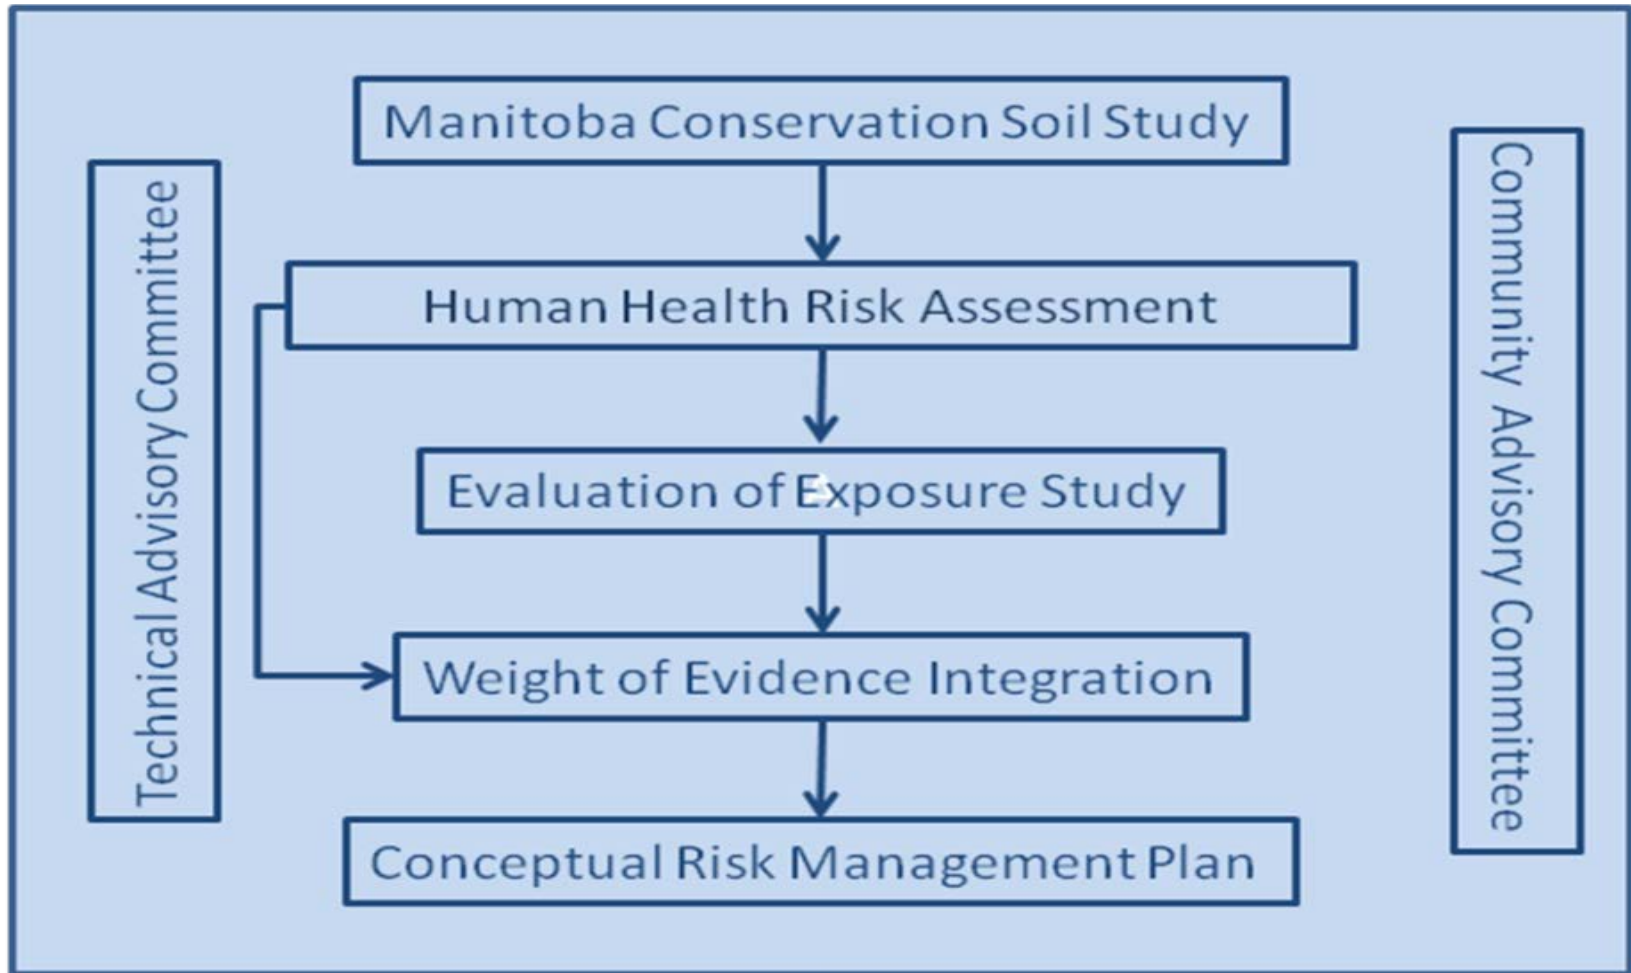 Manitoba Conservation Soil Study
Technical Advisory Committee
Community Advisory Committee
Human Health Risk Assessment
Evaluation of Exposure Study
Weight of Evidence Integration
Conceptual Risk Management Plan